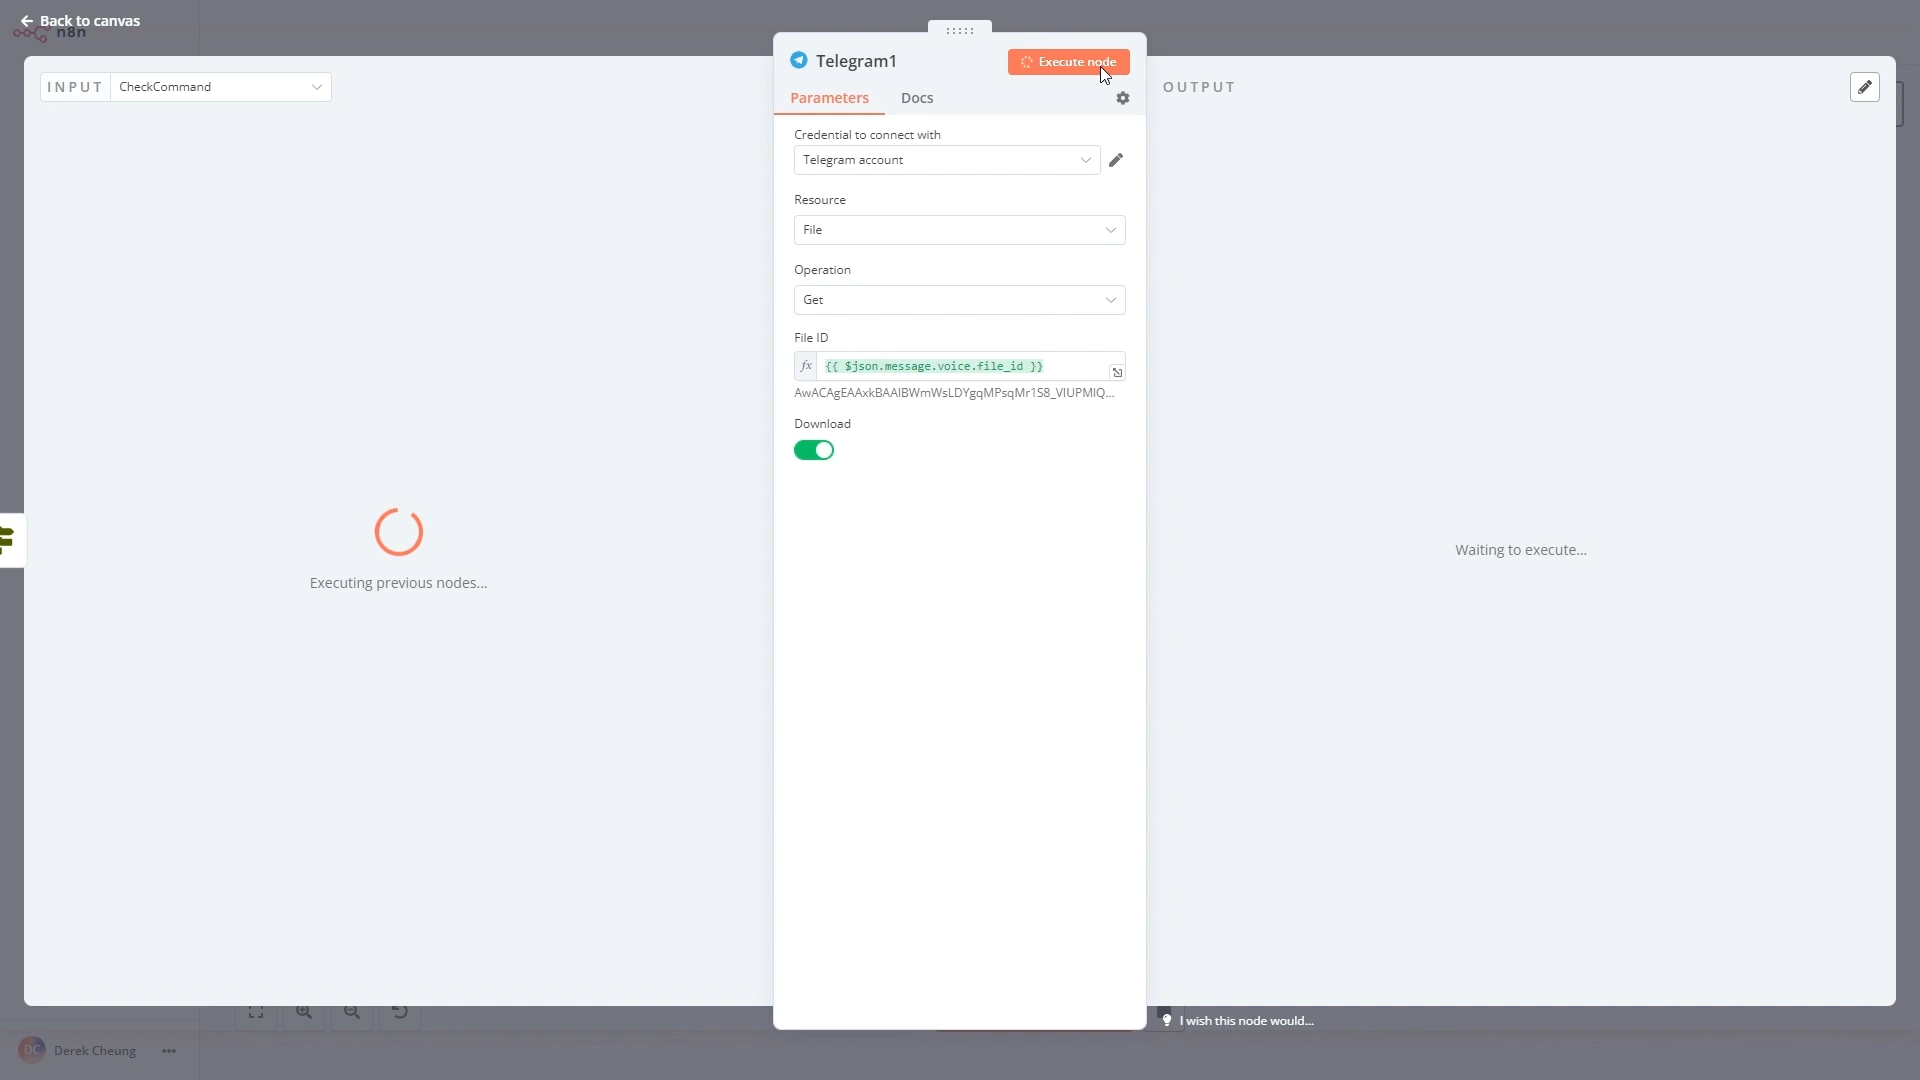 Back to canvas
n8n
INPUT CheckCommand
Telegram1
Execute node
Parameters Docs
OUTPUT
Credential to connect with
Telegram account
Resource
File
Operation
Get
File ID
fx {{ $json.message.voice.file_id }}
AwACAgEAAxkBAAIBWmWsLDYgqMPsqMr1S8_VIUPMIQ...
Download
Executing previous nodes...
Waiting to execute...
I wish this node would...
DC Derek Cheung